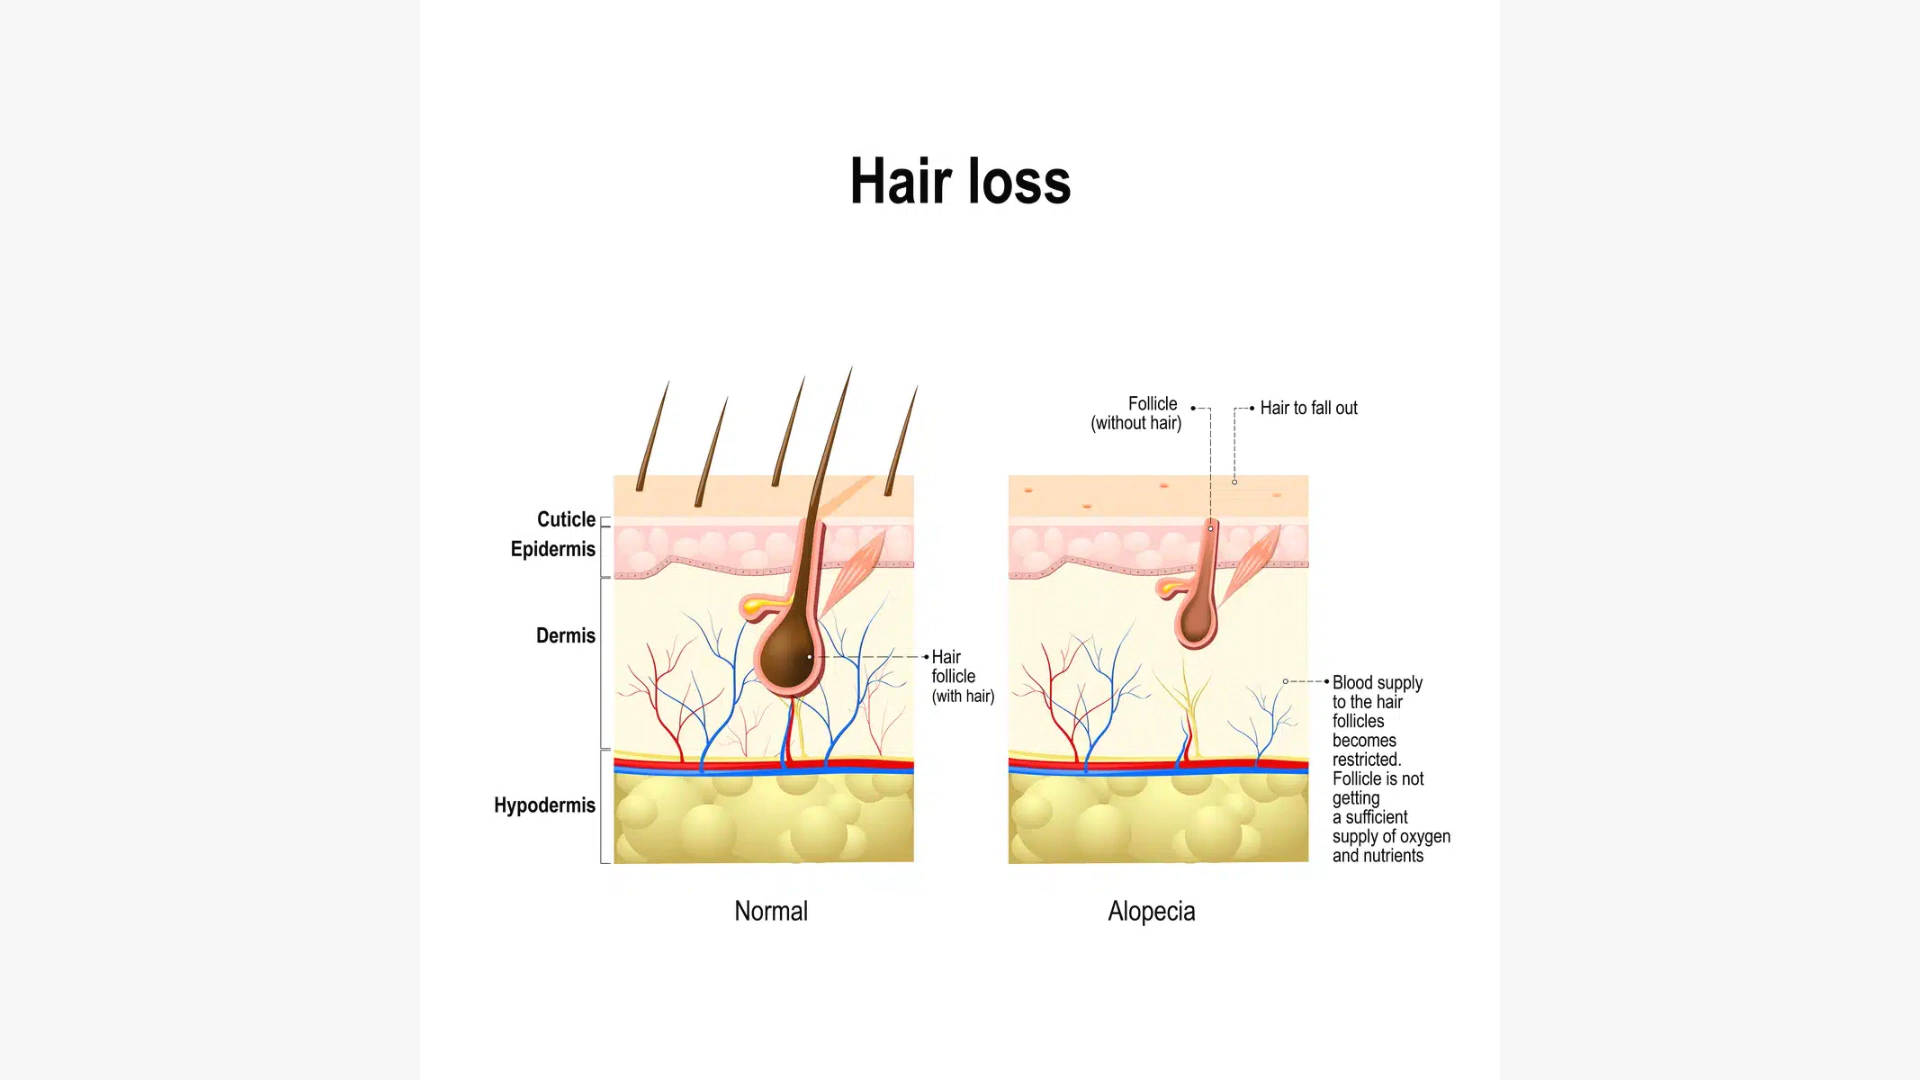 Hair loss
Follicle
(without hair)
Hair to fall out
Cuticle
Epidermis
Dermis
Hypodermis
Hair
follicle
(with hair)
Blood supply
to the hair
follicles
becomes
restricted.
Follicle is not
getting
a sufficient
supply of oxygen
and nutrients
Normal
Alopecia